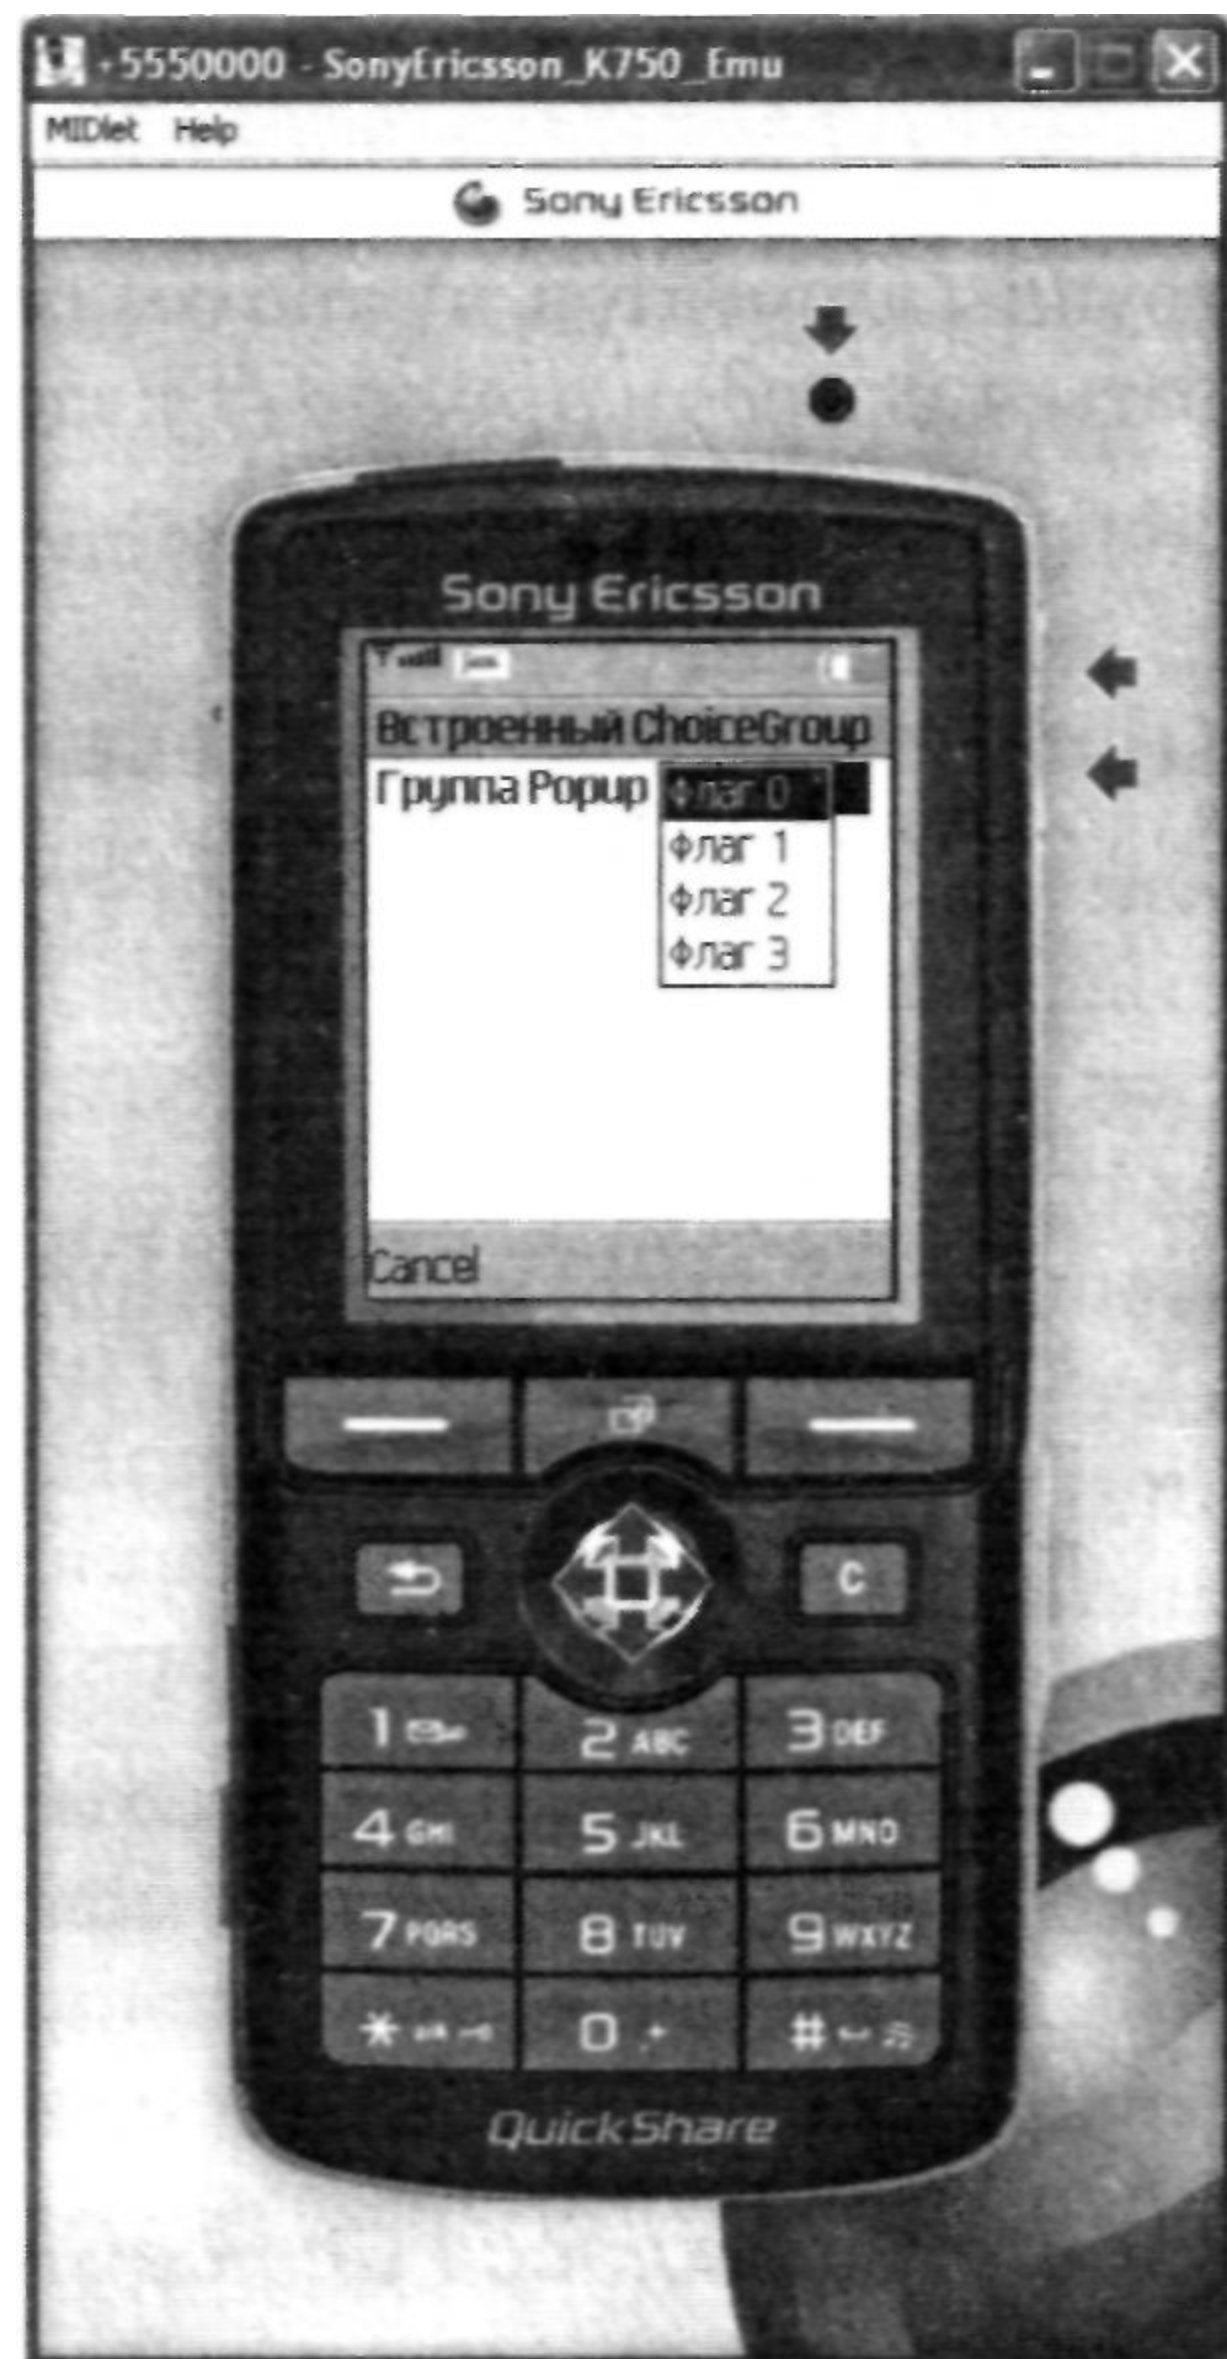 +5550000 - SonyEricsson_K750_Emu
MIDlet Help
Sony Ericsson
Sony Ericsson
Встроенный ChoiceGroup
Группа Popup Флаг 0
Флаг 1
Флаг 2
Флаг 3
Cancel
C
1 2 ABC 3 DEF
4 GHI 5 JKL 6 MNO
7 PQRS 8 TUV 9 WXYZ
* 0 .+ #
QuickShare